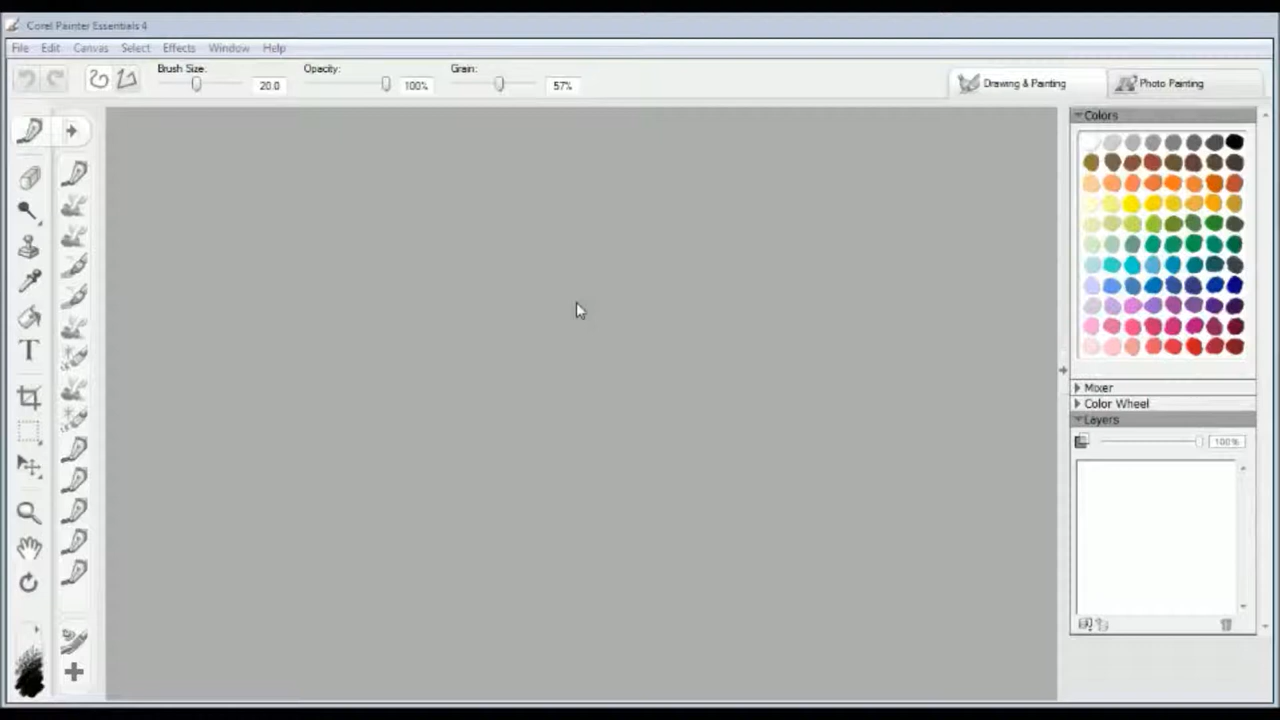 Corel Painter Essentials 4
File Edit Canvas Select Effects Window Help
Brush Size: 20.0 Opacity: 100% Grain: 57%
Drawing & Painting Photo Painting
Colors
Mixer
Color Wheel
Layers
100%
T